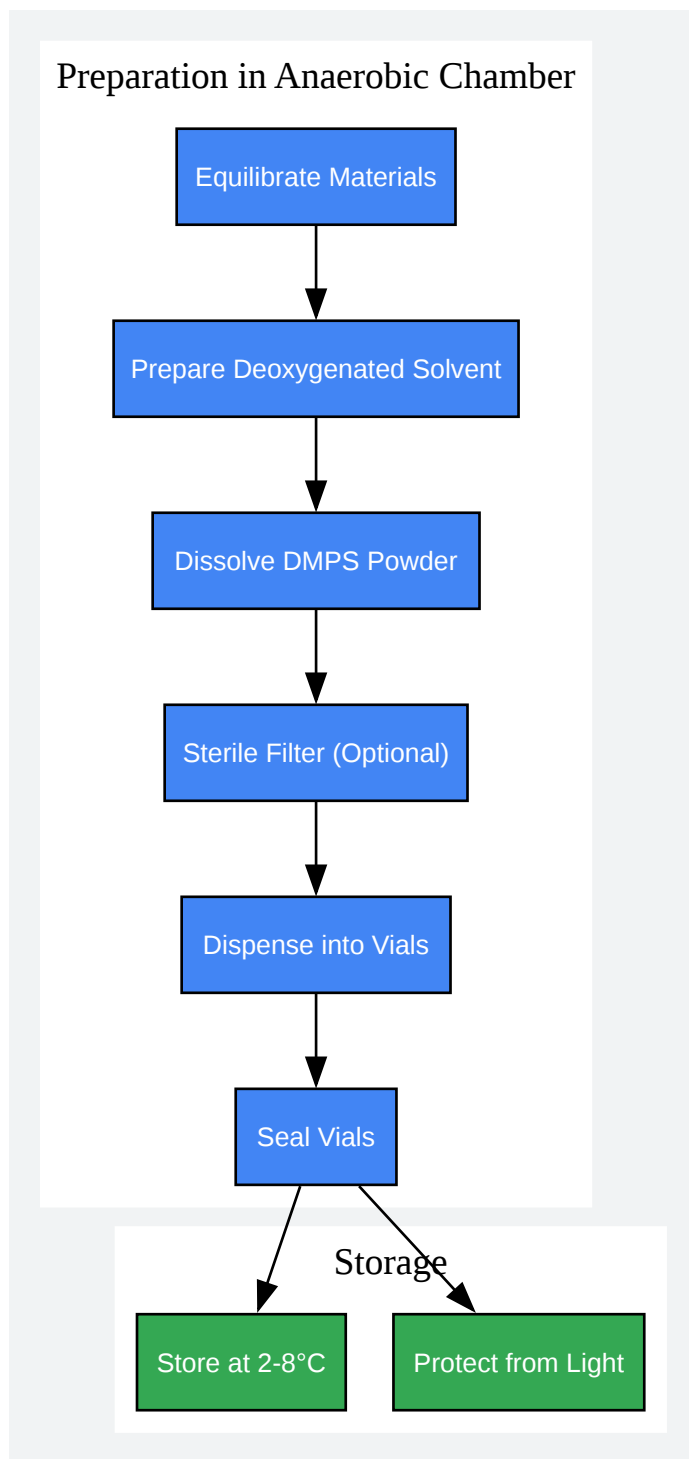 Preparation in Anaerobic Chamber
Equilibrate Materials
Prepare Deoxygenated Solvent
Dissolve DMPS Powder
Sterile Filter (Optional)
Dispense into Vials
Seal Vials
Storage
Store at 2-8°C
Protect from Light